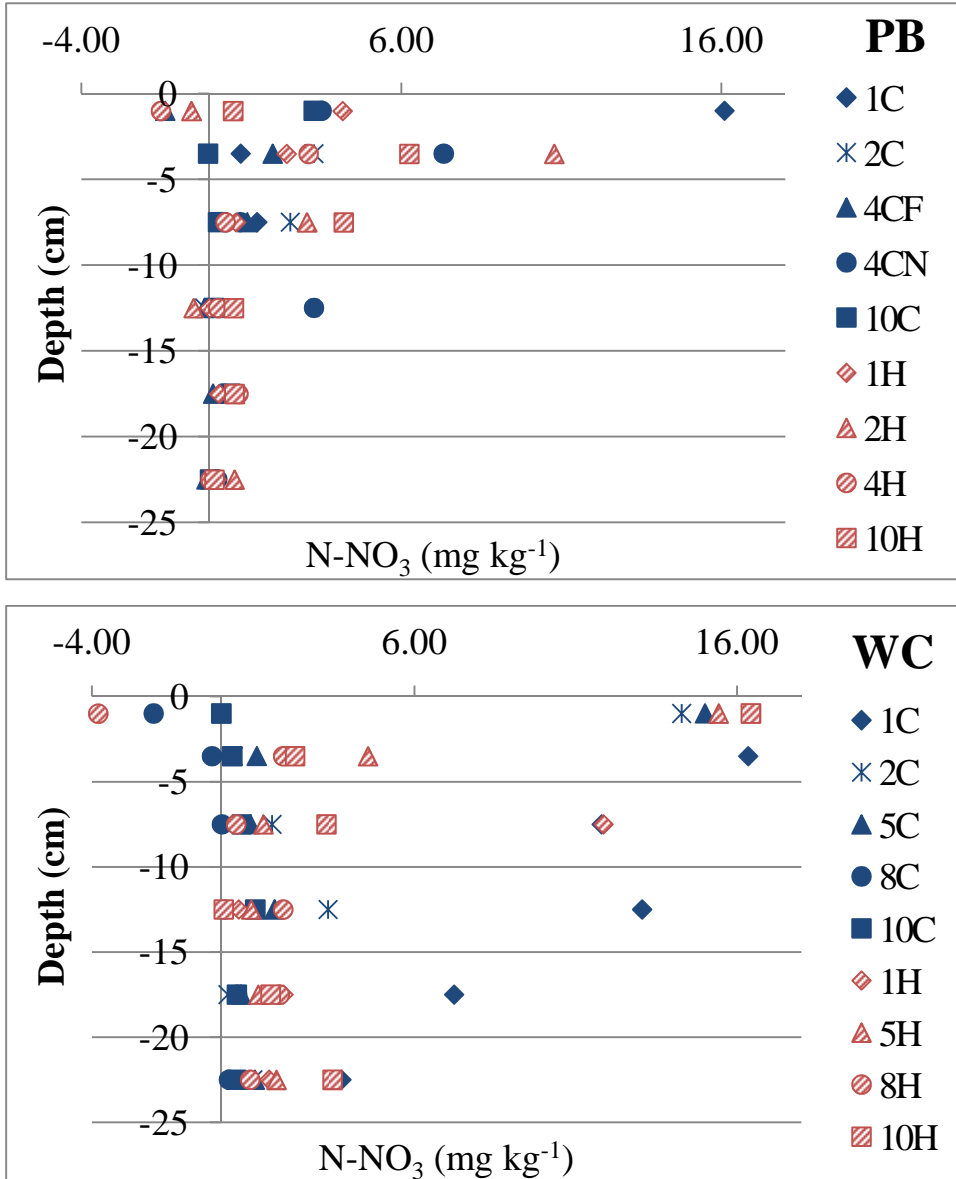 -4.00 6.00 16.00 PB
0
-5
-10
-15
-20
-25
Depth (cm)
N-NO₃ (mg kg⁻¹)
1C
2C
4CF
4CN
10C
1H
2H
4H
10H
-4.00 6.00 16.00 WC
0
-5
-10
-15
-20
-25
Depth (cm)
N-NO₃ (mg kg⁻¹)
1C
2C
5C
8C
10C
1H
5H
8H
10H